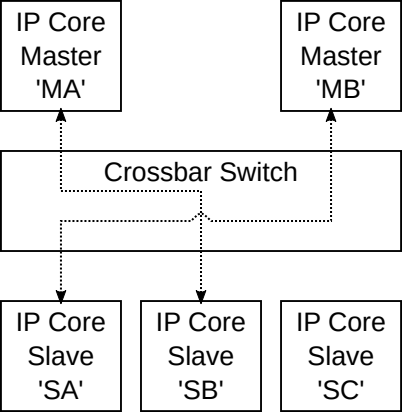 IP Core
Master
'MA'
IP Core
Master
'MB'
Crossbar Switch
IP Core
Slave
'SA'
IP Core
Slave
'SB'
IP Core
Slave
'SC'